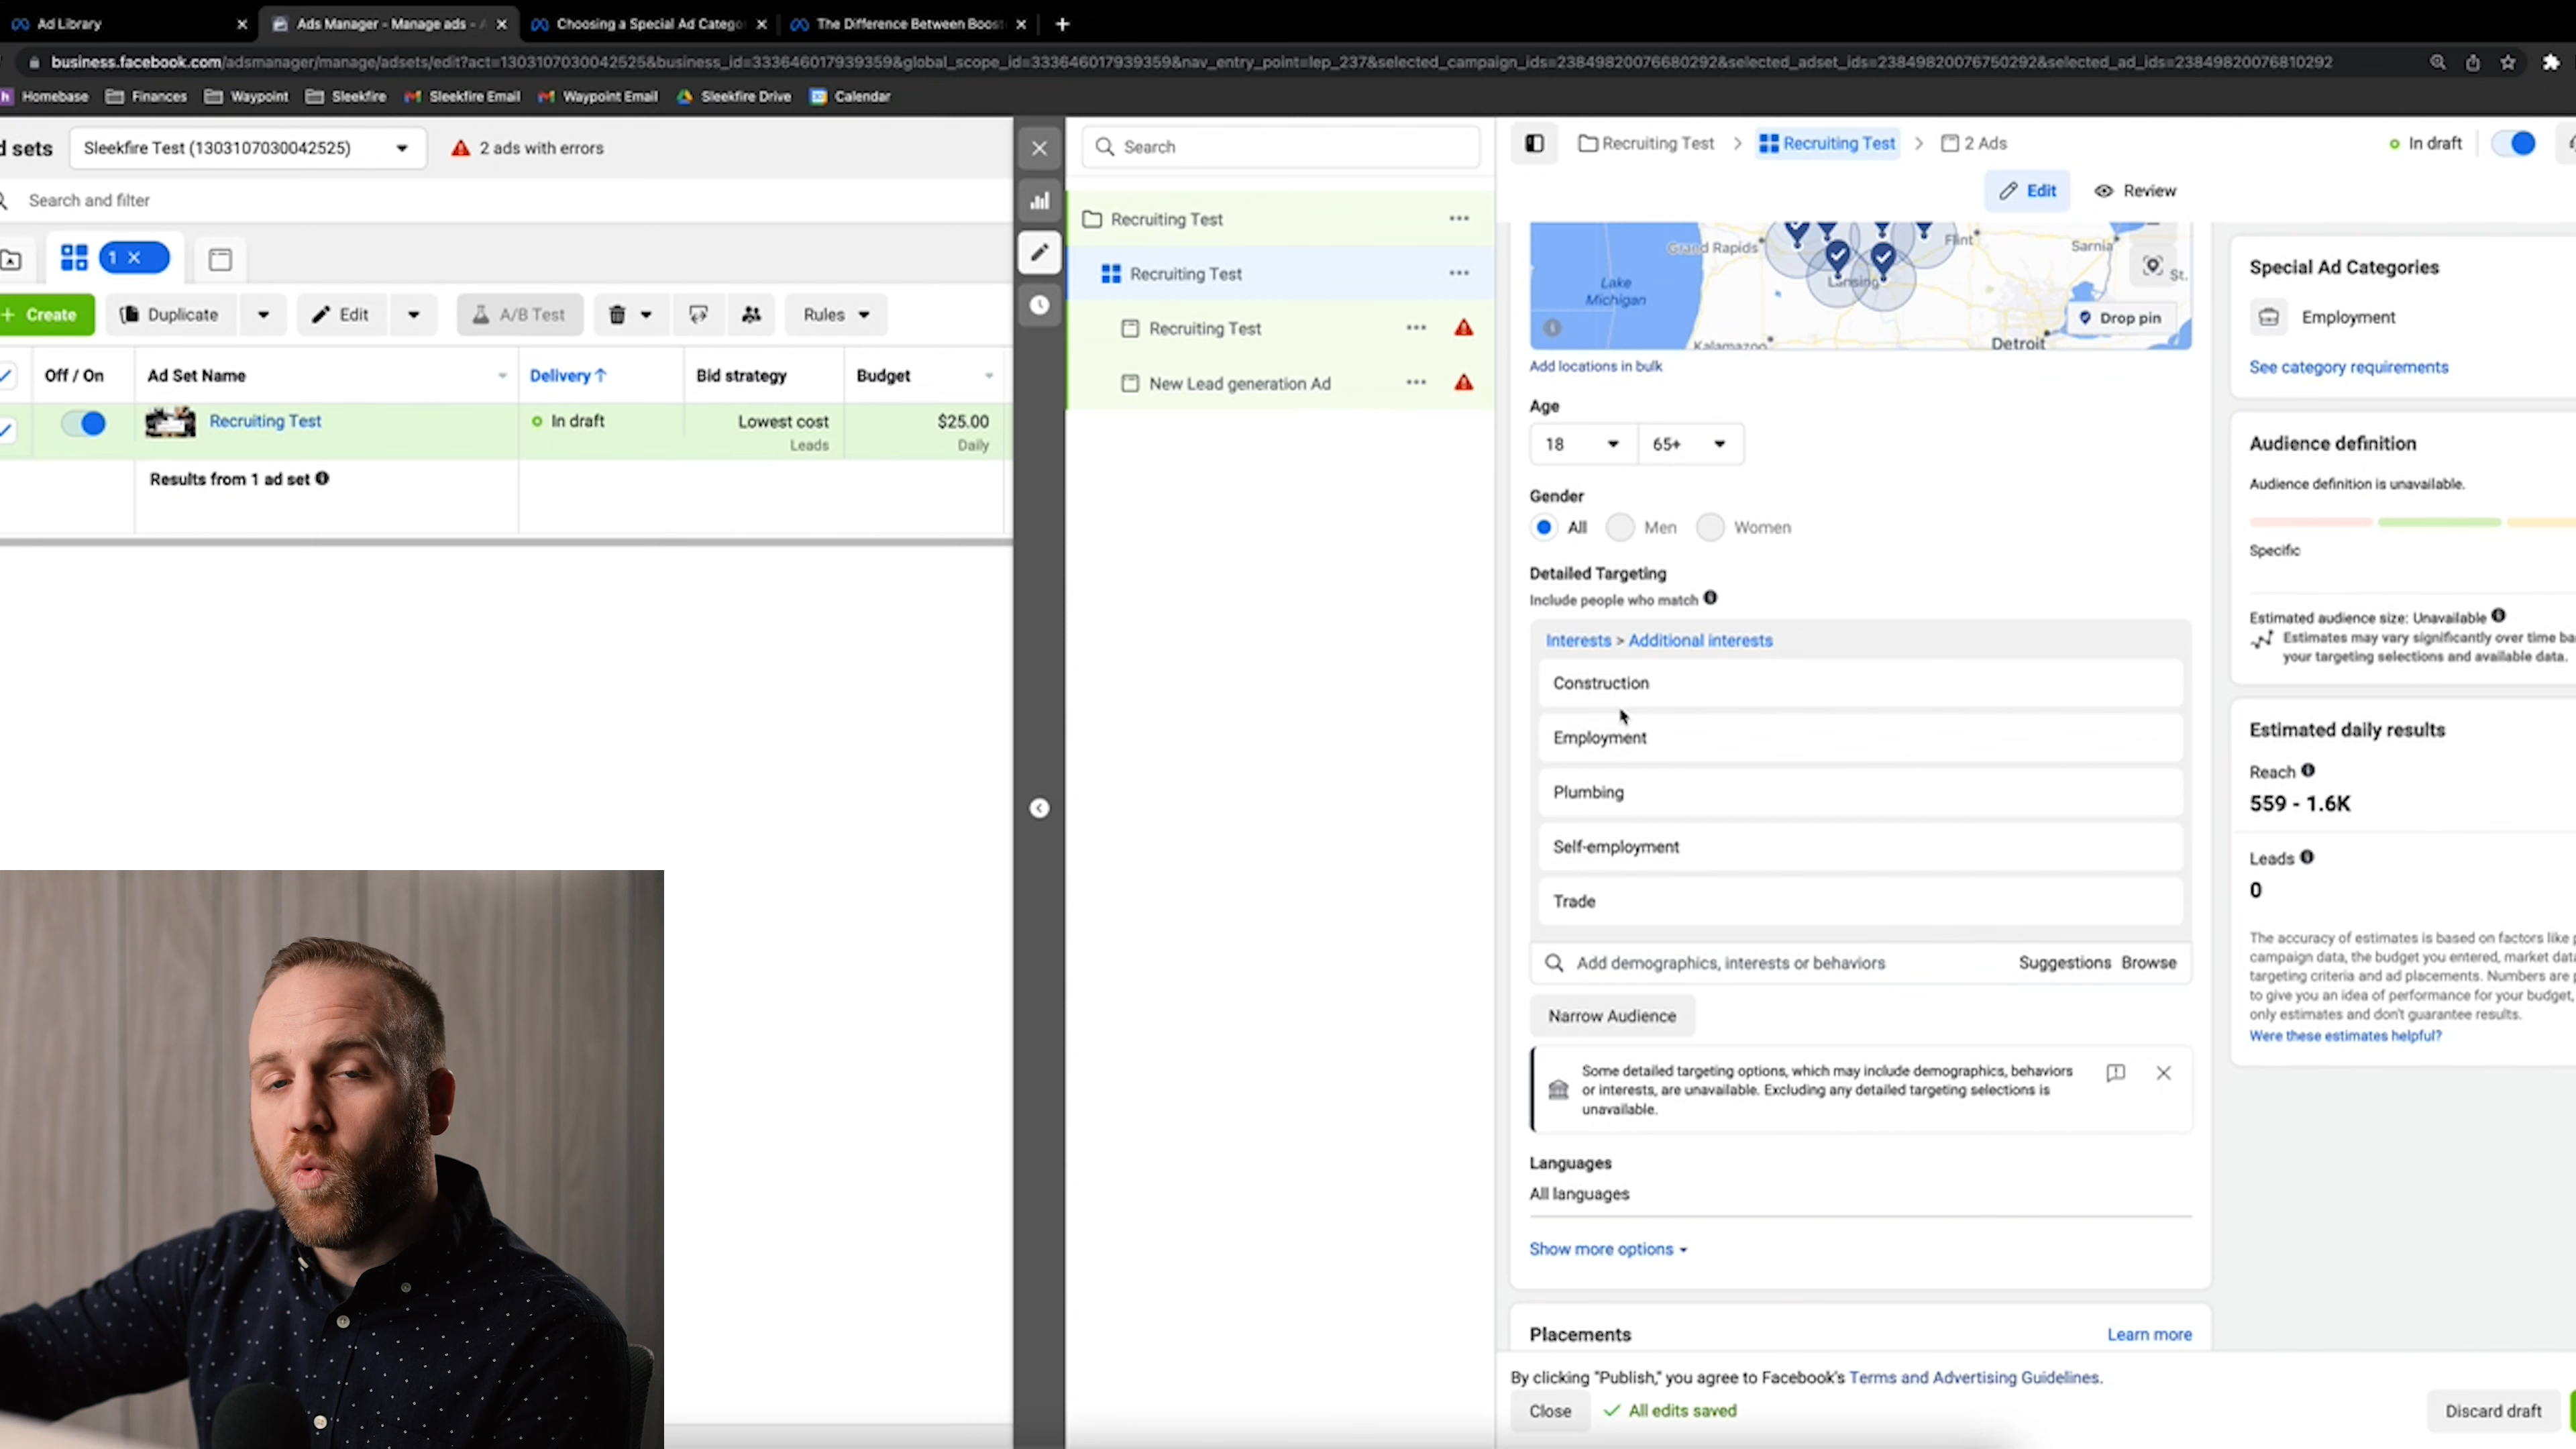 Ad Library
Ads Manager - Manage ads -
Choosing a Special Ad Catego
The Difference Between Boos
business.facebook.com/adsmanager/manage/adsets/edit?act=1303107030042525&business_id=333646017939359&global_scope_id=333646017939359&nav_entry_point=lep_237&selected_campaign_ids=23849820076680292&selected_adset_ids=23849820076750292&selected_ad_ids=23849820076810292
Homebase
Finances
Waypoint
Sleekfire
Sleekfire Email
Waypoint Email
Sleekfire Drive
Calendar
d sets
Sleekfire Test (1303107030042525)
2 ads with errors
Search and filter
1
+ Create
Duplicate
Edit
A/B Test
Rules
Off / On
Ad Set Name
Delivery ↑
Bid strategy
Budget
Recruiting Test
In draft
Lowest cost
Leads
$25.00
Daily
Results from 1 ad set
Search
Recruiting Test
Recruiting Test
Recruiting Test
New Lead generation Ad
Recruiting Test > Recruiting Test > 2 Ads
In draft
Edit
Review
Grand Rapids
Flint
Sarnia
Lake
Michigan
Lansing
St.
Drop pin
Kalamazoo
Detroit
Add locations in bulk
Age
18
65+
Gender
All
Men
Women
Detailed Targeting
Include people who match
Interests > Additional interests
Construction
Employment
Plumbing
Self-employment
Trade
Add demographics, interests or behaviors
Suggestions
Browse
Narrow Audience
Some detailed targeting options, which may include demographics, behaviors
or interests, are unavailable. Excluding any detailed targeting selections is
unavailable.
Languages
All languages
Show more options
Placements
Learn more
By clicking "Publish," you agree to Facebook's Terms and Advertising Guidelines.
Close
All edits saved
Discard draft
Special Ad Categories
Employment
See category requirements
Audience definition
Audience definition is unavailable.
Specific
Estimated audience size: Unavailable
Estimates may vary significantly over time ba
your targeting selections and available data.
Estimated daily results
Reach
559 - 1.6K
Leads
0
The accuracy of estimates is based on factors like p
campaign data, the budget you entered, market dat
targeting criteria and ad placements. Numbers are p
to give you an idea of performance for your budget,
only estimates and don't guarantee results.
Were these estimates helpful?